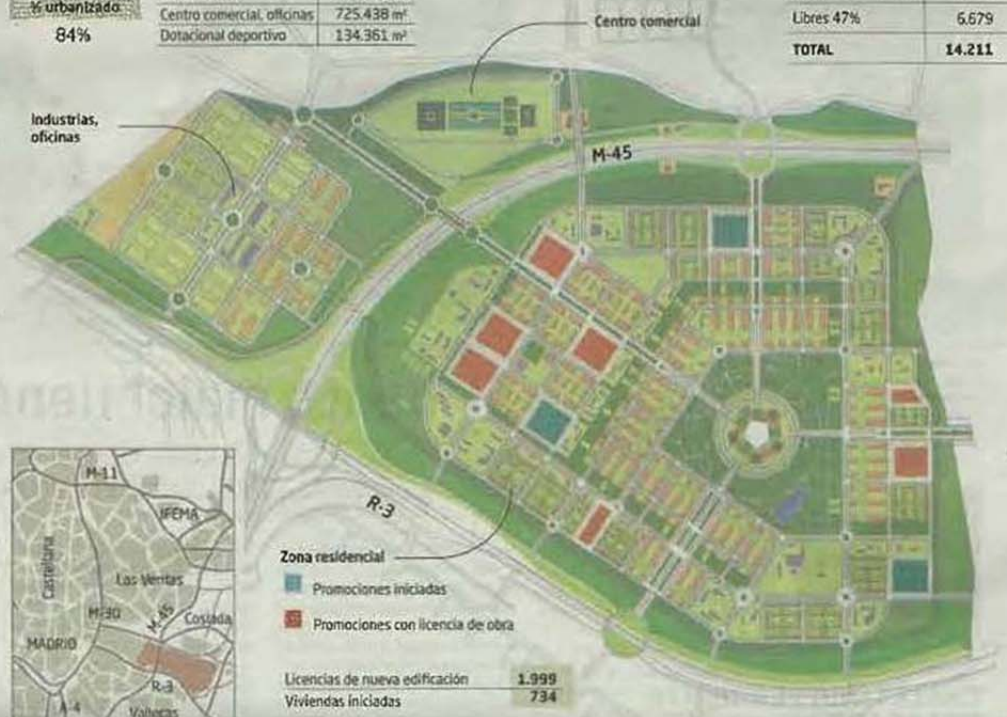 % urbanizado
84%
Centro comercial, oficinas 725.438 m²
Dotacional deportivo 134.361 m²
Centro comercial
Libres 47% 6.679
TOTAL 14.211
Industrias,
oficinas
M-45
R-3
M-11
IFEMA
Castellana
Las Ventas
M-30
M-45
Coslada
MADRID
R-3
A-4
Vallecas
Zona residencial
Promociones iniciadas
Promociones con licencia de obra
Licencias de nueva edificación 1.999
Viviendas iniciadas 734